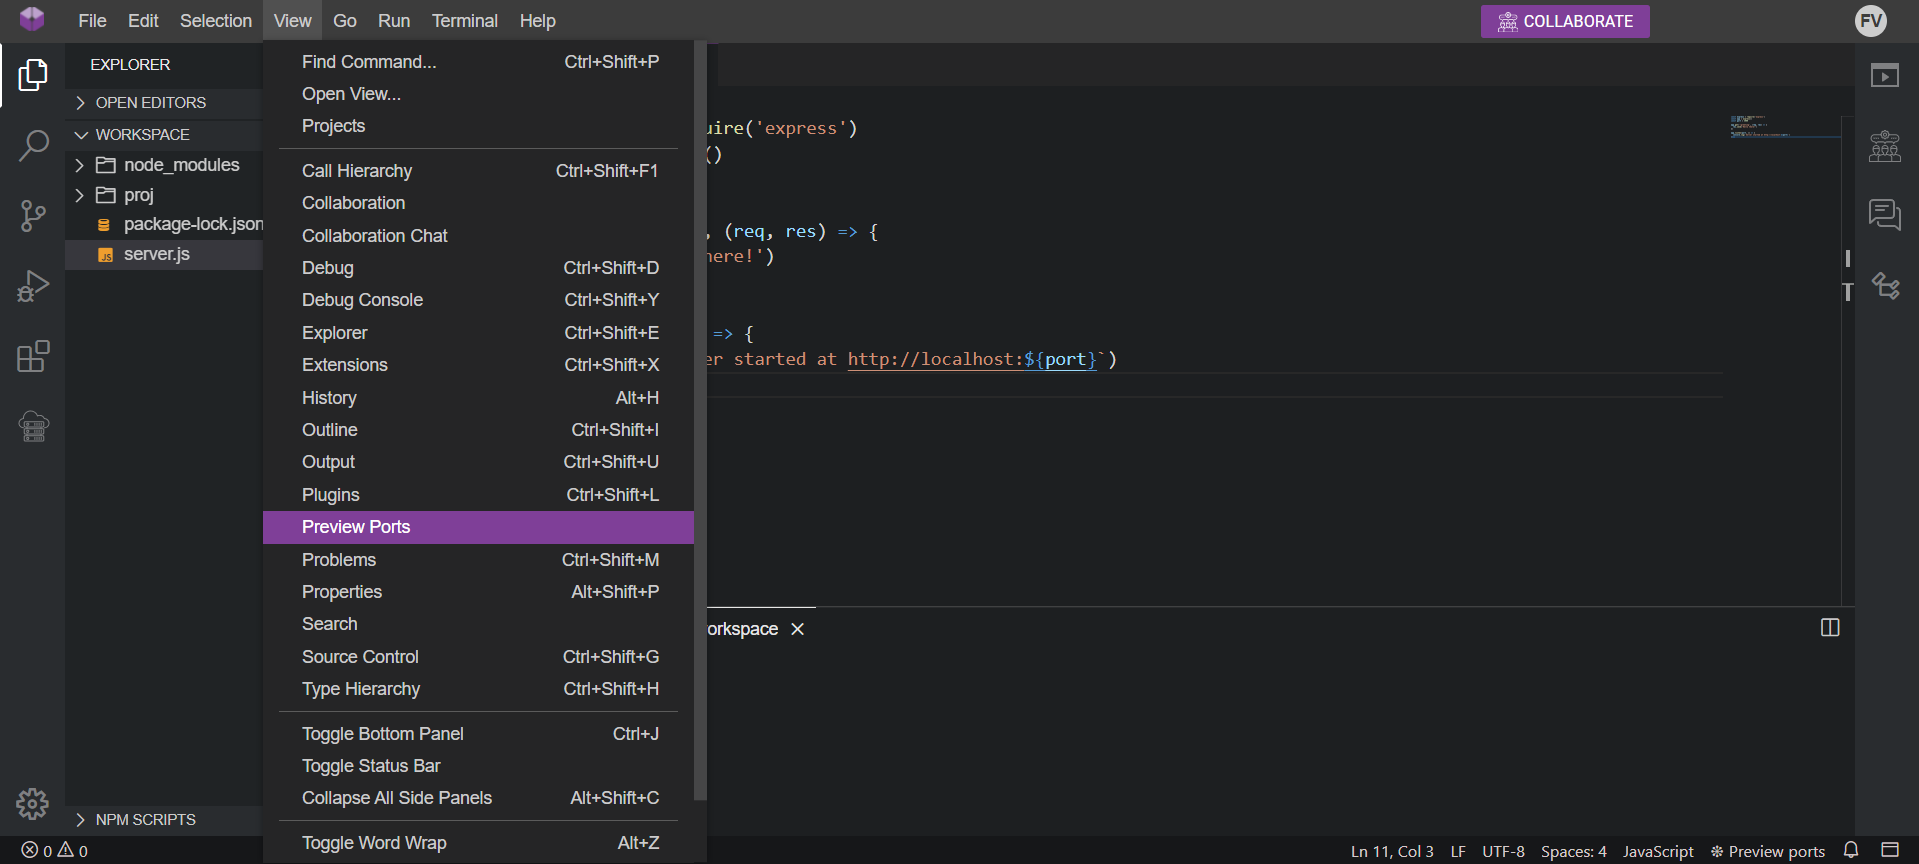 File Edit Selection View Go Run Terminal Help COLLABORATE FV
EXPLORER
OPEN EDITORS
WORKSPACE
node_modules
proj
package-lock.json
JS server.js
NPM SCRIPTS
Find Command... Ctrl+Shift+P
Open View...
Projects
Call Hierarchy Ctrl+Shift+F1
Collaboration
Collaboration Chat
Debug Ctrl+Shift+D
Debug Console Ctrl+Shift+Y
Explorer Ctrl+Shift+E
Extensions Ctrl+Shift+X
History Alt+H
Outline Ctrl+Shift+I
Output Ctrl+Shift+U
Plugins Ctrl+Shift+L
Preview Ports
Problems Ctrl+Shift+M
Properties Alt+Shift+P
Search
Source Control Ctrl+Shift+G
Type Hierarchy Ctrl+Shift+H
Toggle Bottom Panel Ctrl+J
Toggle Status Bar
Collapse All Side Panels Alt+Shift+C
Toggle Word Wrap Alt+Z
uire('express')
()
, (req, res) => {
here!')
=> {
er started at http://localhost:${port}`)
orkspace
0 0 Ln 11, Col 3 LF UTF-8 Spaces: 4 JavaScript Preview ports